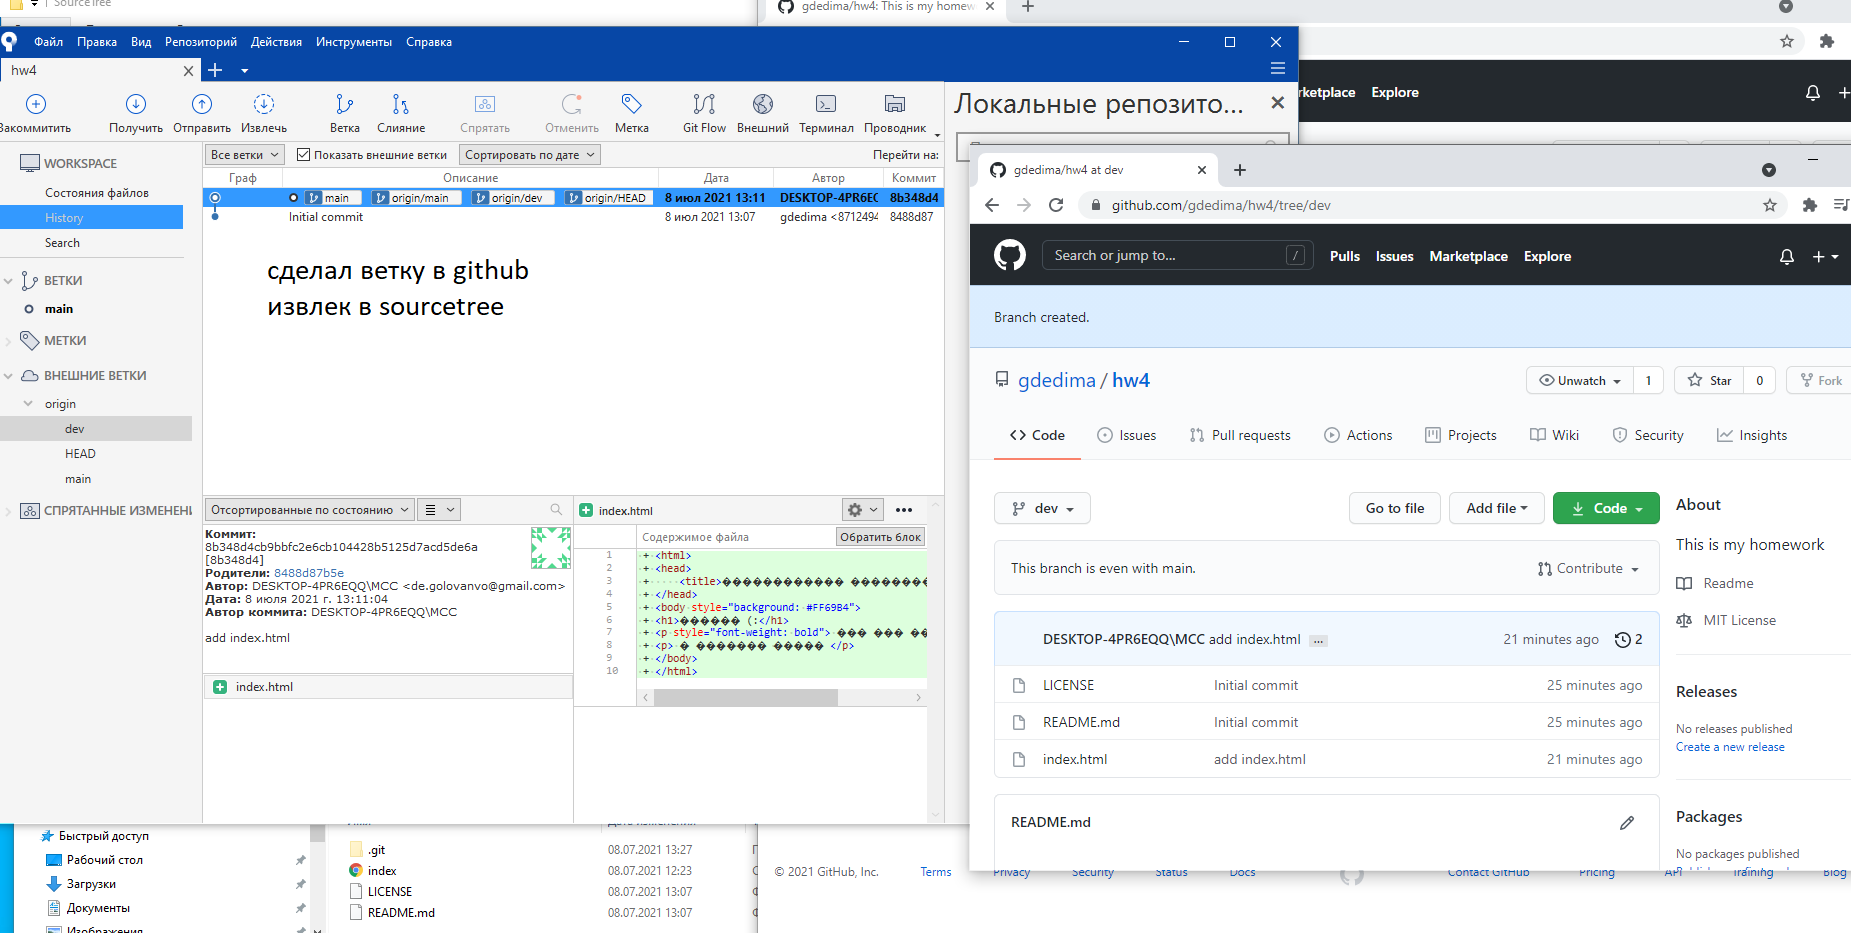 SourceTree
gdedima/hw4: This is my homew
Файл Правка Вид Репозиторий Действия Инструменты Справка
hw4
Закоммитить Получить Отправить Извлечь Ветка Слияние Спрятать Отменить Метка Git Flow Внешний Терминал Проводник
Локальные репозито...
Marketplace Explore
WORKSPACE
Состояния файлов
History
Search
ВЕТКИ
main
МЕТКИ
ВНЕШНИЕ ВЕТКИ
origin
dev
HEAD
main
СПРЯТАННЫЕ ИЗМЕНЕН
Все ветки Показать внешние ветки Сортировать по дате Перейти на:
Граф Описание Дата Автор Коммит
main origin/main origin/dev origin/HEAD 8 июл 2021 13:11 DESKTOP-4PR6EC 8b348d4
Initial commit 8 июл 2021 13:07 gdedima <8712494 8488d87
сделал ветку в github
извлек в sourcetree
Отсортированные по состоянию
Коммит:
8b348d4cb9bbfc2e6cb104428b5125d7acd5de6a
[8b348d4]
Родители: 8488d87b5e
Автор: DESKTOP-4PR6EQQ\MCC <de.golovanvo@gmail.com>
Дата: 8 июля 2021 г. 13:11:04
Автор коммита: DESKTOP-4PR6EQQ\MCC
add index.html
index.html
index.html
Содержимое файла Обратить блок
1 + <html>
2 + <head>
3 + <title>������������ ��������
4 + </head>
5 + <body style="background: #FF69B4">
6 + <h1>������ (:</h1>
7 + <p style="font-weight: bold"> ��� ��� ��
8 + <p> � ������� ����� </p>
9 + </body>
10 + </html>
gdedima/hw4 at dev
github.com/gdedima/hw4/tree/dev
Search or jump to... / Pulls Issues Marketplace Explore
Branch created.
gdedima / hw4
Unwatch 1 Star 0 Fork
Code Issues Pull requests Actions Projects Wiki Security Insights
dev Go to file Add file Code
This branch is even with main. Contribute
DESKTOP-4PR6EQQ\MCC add index.html ... 21 minutes ago 2
LICENSE Initial commit 25 minutes ago
README.md Initial commit 25 minutes ago
index.html add index.html 21 minutes ago
README.md
About
This is my homework
Readme
MIT License
Releases
No releases published
Create a new release
Packages
No packages published
Быстрый доступ
Рабочий стол
Загрузки
Документы
Изображения
Имя Дата изменения
.git 08.07.2021 13:27
index 08.07.2021 12:23
LICENSE 08.07.2021 13:07
README.md 08.07.2021 13:07
© 2021 GitHub, Inc. Terms Privacy Security Status Docs Contact GitHub Pricing API Training Blog